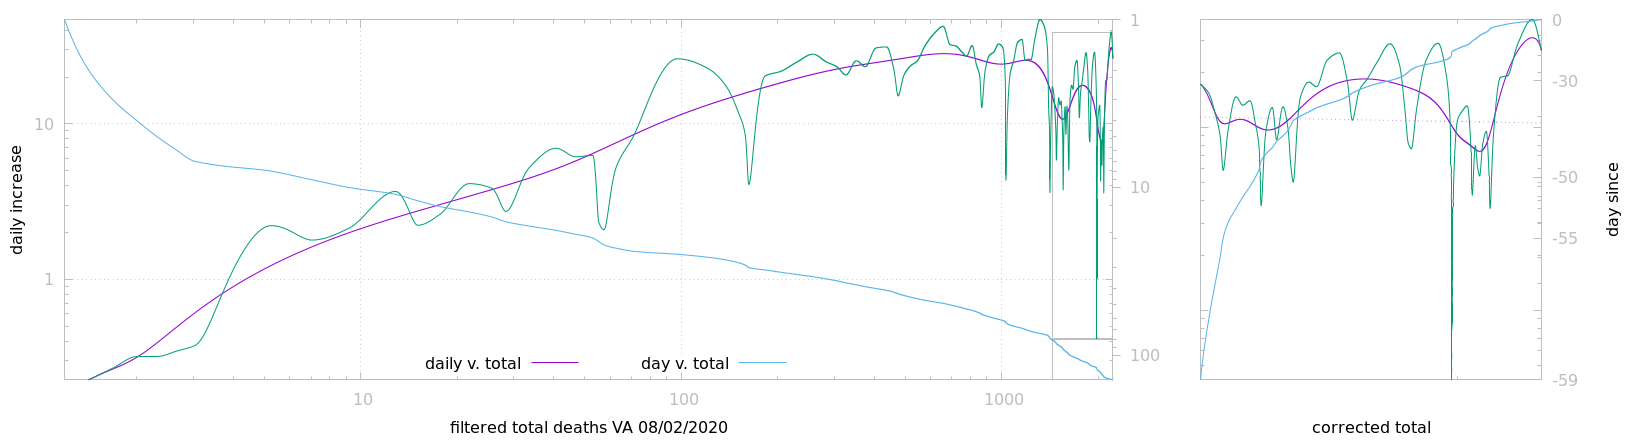 1
0
-30
10
10
-50
-55
1
100
-59
daily increase
day since
daily v. total
day v. total
10
100
1000
filtered total deaths VA 08/02/2020
corrected total